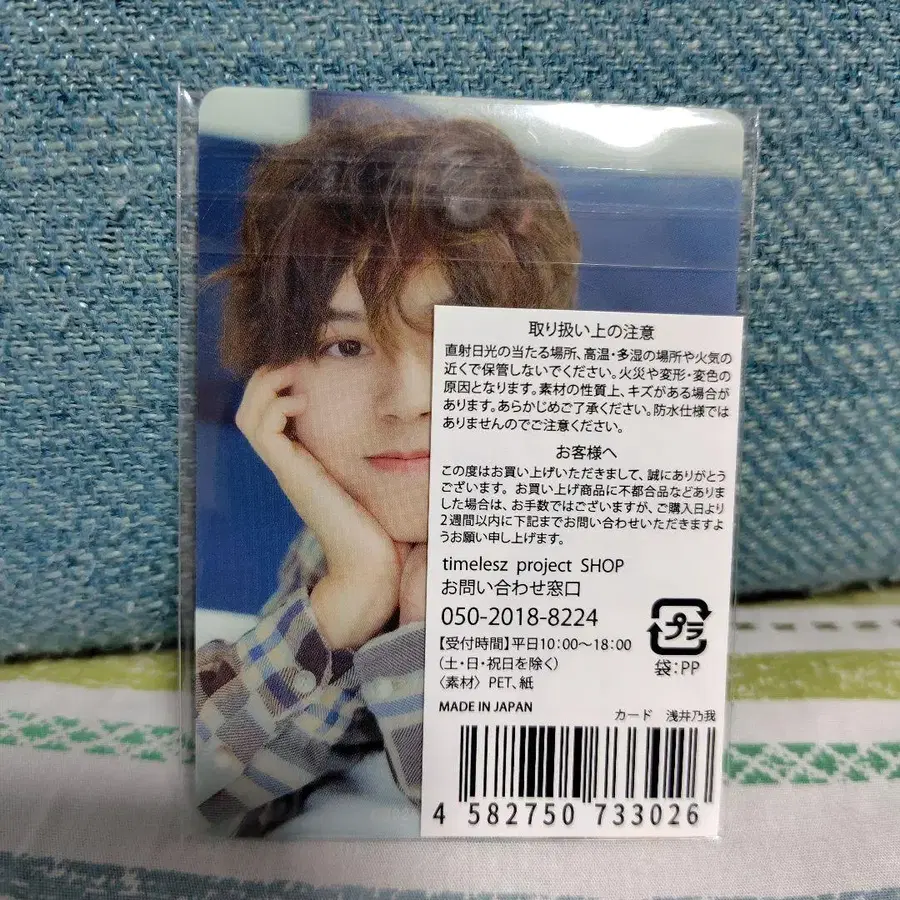 取り扱い上の注意
直射日光の当たる場所、高温・多湿の場所や火気の
近くで保管しないでください。火災や変形・変色の
原因となります。素材の性質上、キズがある場合が
あります。あらかじめご了承ください。防水仕様では
ありませんのでご注意ください。
お客様へ
この度はお買い上げいただきまして、誠にありがとう
ございます。お買い上げ商品に不都合品などありま
した場合は、お手数ではございますが、ご購入日より
2週間以内に下記までお問い合わせいただきますよ
うお願い申し上げます。
timelesz project SHOP
お問い合わせ窓口
050-2018-8224
【受付時間】平日10:00〜18:00
(土・日・祝日を除く)
〈素材〉PET、紙
プラ
袋:PP
MADE IN JAPAN
カード 浅井乃我
4 582750 733026